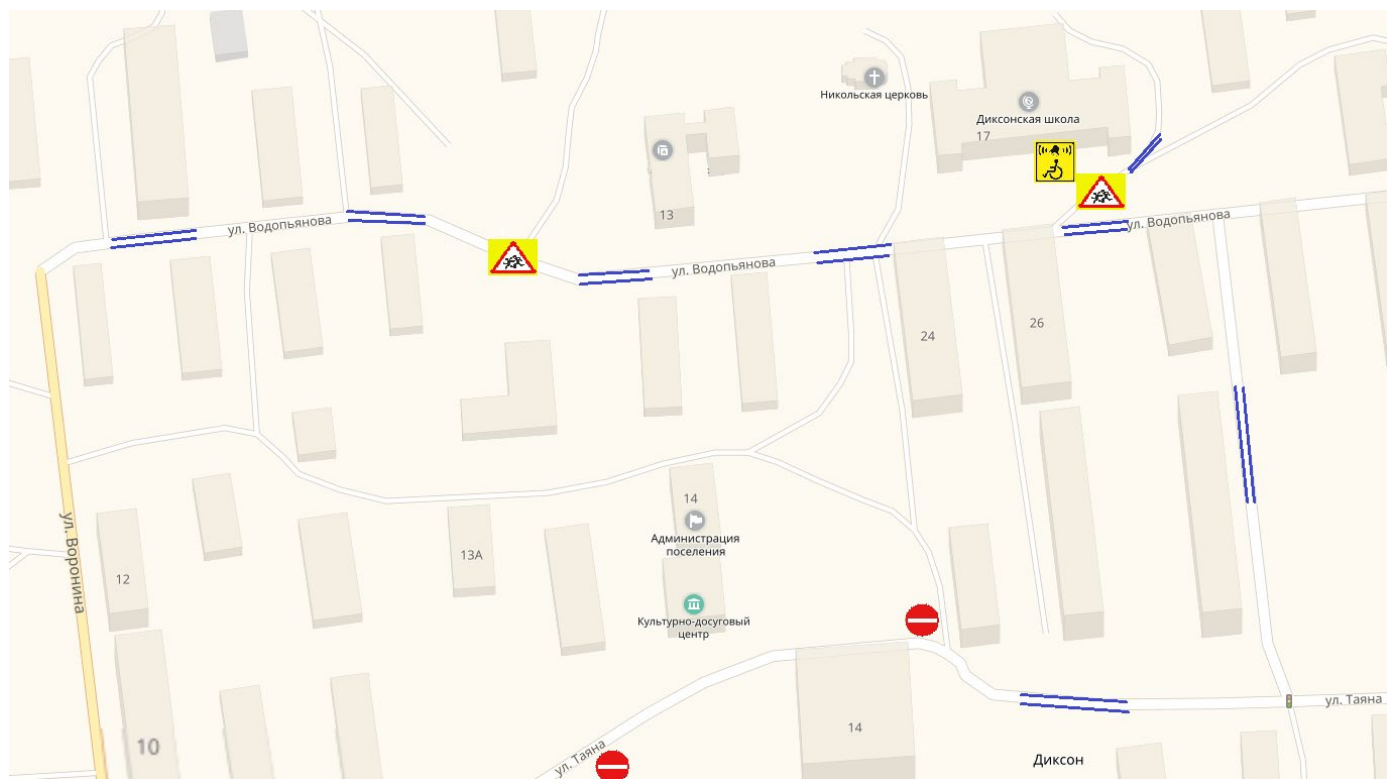 Никольская церковь
Диксонская школа
17
13
ул. Водопьянова
ул. Водопьянова
ул. Водопьянова
24
26
14
Администрация
поселения
13А
12
ул. Воронина
Культурно-досуговый
центр
10
14
ул. Таяна
ул. Таяна
Диксон